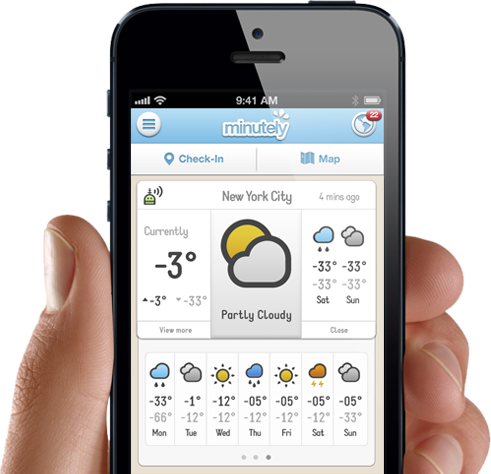 9:41 AM
minutely
22
Check-In
Map
New York City
4 mins ago
Currently
-3°
-3°
-33°
Partly Cloudy
-33° -33°
-33° -33°
Sat Sun
View more
Close
-33° -1° -12° -05° -05° -05° -05°
-66° -12° -12° -12° -12° -12° -33°
Mon Tue Wed Thu Fri Sat Sun